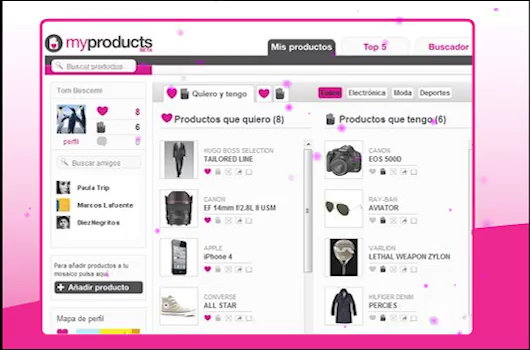 myproducts
BETA
Mis productos
Top 5
Buscador
Buscar productos
Tom Buscems
8
6
perfil
Buscar amigos
Paula Trip
Marcos Lafuente
DiezNegritos
Para añadir productos a tu
mosaico pulsa aquí
Añadir producto
Mapa de perfil
Quiero y tengo
Todos
Electrónica
Moda
Deportes
Productos que quiero (8)
HUGO BOSS SELECTION
TAILORED LINE
CANON
EF 14mm f/2.8L II USM
APPLE
iPhone 4
CONVERSE
ALL STAR
Productos que tengo (6)
CANON
EOS 500D
RAY-BAR
AVIATOR
VARLION
LETHAL WEAPON ZYLON
HILFIGER DENIM
PERCIES